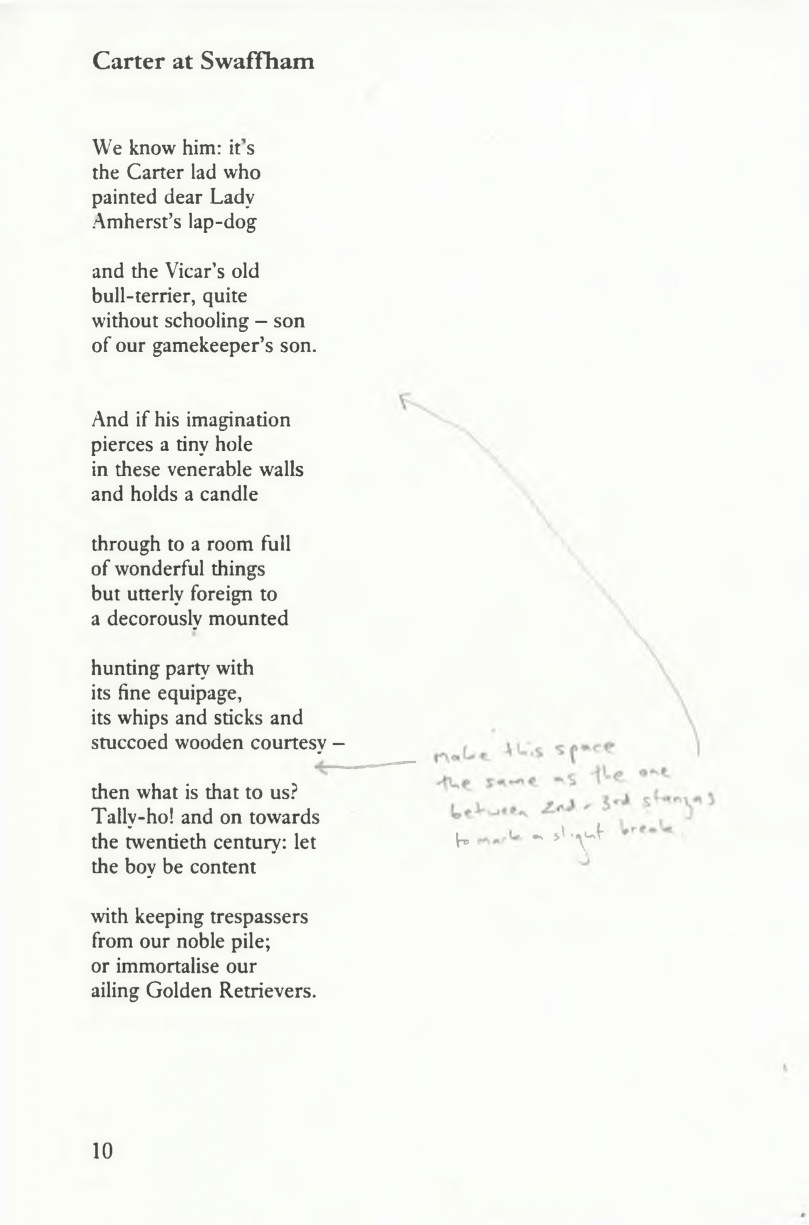 Carter at Swaffham
We know him: it's
the Carter lad who
painted dear Lady
Amherst's lap-dog
and the Vicar's old
bull-terrier, quite
without schooling – son
of our gamekeeper's son.
And if his imagination
pierces a tiny hole
in these venerable walls
and holds a candle
through to a room full
of wonderful things
but utterly foreign to
a decorously mounted
hunting party with
its fine equipage,
its whips and sticks and
stuccoed wooden courtesy –
make this space
the same as the one
between 2nd & 3rd stanzas
to mark a slight break
then what is that to us?
Tally-ho! and on towards
the twentieth century: let
the boy be content
with keeping trespassers
from our noble pile;
or immortalise our
ailing Golden Retrievers.
10